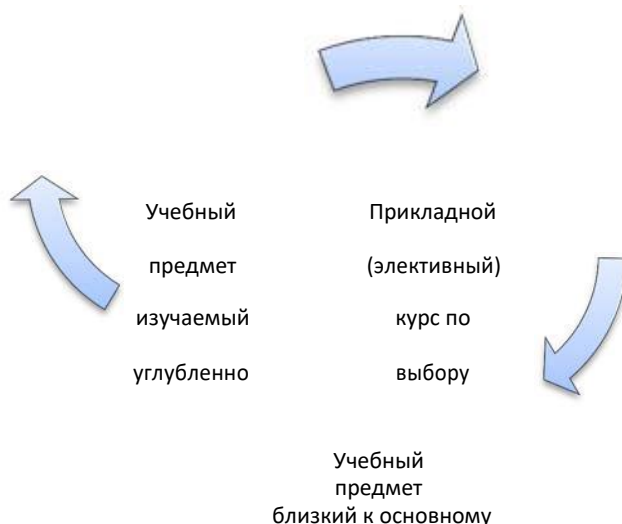 Учебный
предмет
изучаемый
углубленно
Прикладной
(элективный)
курс по
выбору
Учебный
предмет
близкий к основному